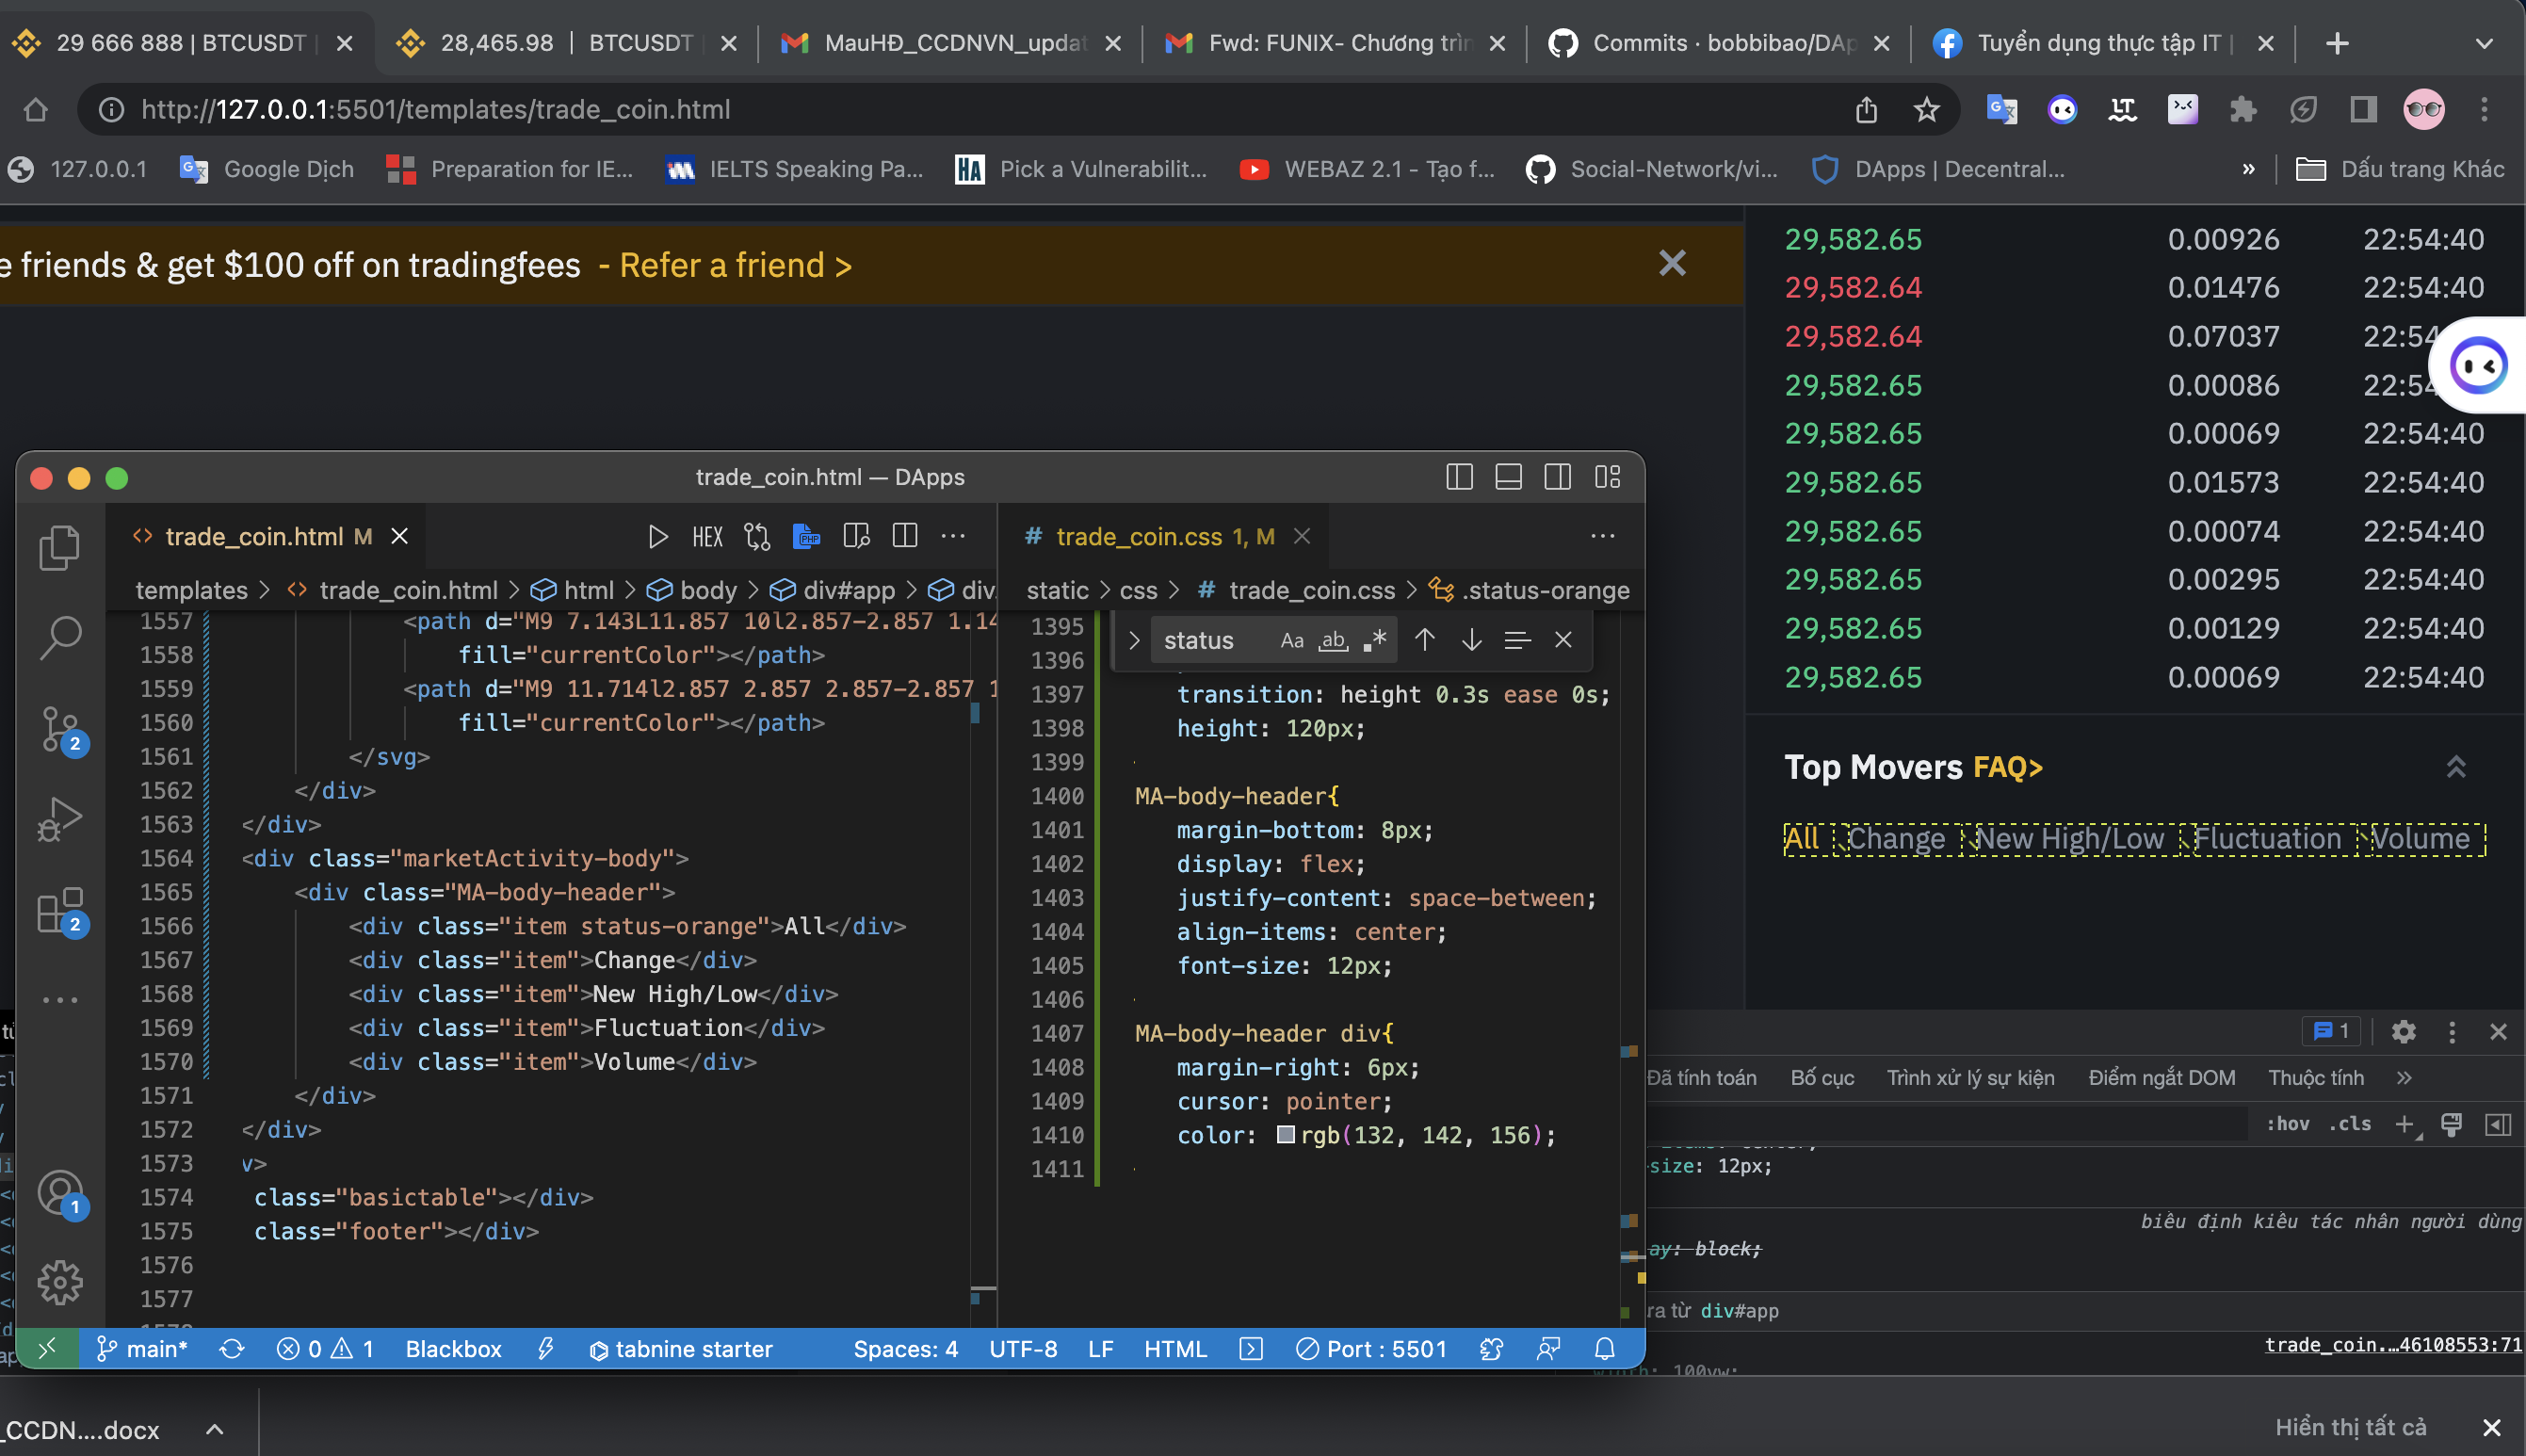 29 666 888 | BTCUSDT
28,465.98 | BTCUSDT
MauHĐ_CCDNVN_updat
Fwd: FUNIX- Chương trìn
Commits · bobbibao/DAp
Tuyển dụng thực tập IT |
http://127.0.0.1:5501/templates/trade_coin.html
127.0.0.1
Google Dịch
Preparation for IE...
IELTS Speaking Pa...
HA Pick a Vulnerabilit...
WEBAZ 2.1 - Tạo f...
Social-Network/vi...
DApps | Decentral...
»
Dấu trang Khác
e friends & get $100 off on tradingfees - Refer a friend >
29,582.65 0.00926 22:54:40
29,582.64 0.01476 22:54:40
29,582.64 0.07037 22:54
29,582.65 0.00086 22:54
29,582.65 0.00069 22:54:40
29,582.65 0.01573 22:54:40
29,582.65 0.00074 22:54:40
29,582.65 0.00295 22:54:40
29,582.65 0.00129 22:54:40
29,582.65 0.00069 22:54:40
Top Movers FAQ>
All Change New High/Low Fluctuation Volume
trade_coin.html — DApps
trade_coin.html M
HEX
PHP
templates > trade_coin.html > html > body > div#app > div.
1557 <path d="M9 7.143L11.857 10l2.857-2.857 1.14
1558 fill="currentColor"></path>
1559 <path d="M9 11.714l2.857 2.857 2.857-2.857 1
1560 fill="currentColor"></path>
1561 </svg>
1562 </div>
1563 </div>
1564 <div class="marketActivity-body">
1565 <div class="MA-body-header">
1566 <div class="item status-orange">All</div>
1567 <div class="item">Change</div>
1568 <div class="item">New High/Low</div>
1569 <div class="item">Fluctuation</div>
1570 <div class="item">Volume</div>
1571 </div>
1572 </div>
1573 v>
1574 class="basictable"></div>
1575 class="footer"></div>
1576
1577
# trade_coin.css 1, M
static > css > # trade_coin.css > .status-orange
status Aa ab .*
1395
1396
1397 transition: height 0.3s ease 0s;
1398 height: 120px;
1399
1400 MA-body-header{
1401 margin-bottom: 8px;
1402 display: flex;
1403 justify-content: space-between;
1404 align-items: center;
1405 font-size: 12px;
1406
1407 MA-body-header div{
1408 margin-right: 6px;
1409 cursor: pointer;
1410 color: rgb(132, 142, 156);
1411
2
2
1
main* 0 1 Blackbox tabnine starter Spaces: 4 UTF-8 LF HTML Port : 5501
1
Đã tính toán Bố cục Trình xử lý sự kiện Điểm ngắt DOM Thuộc tính »
:hov .cls +
-size: 12px;
biểu định kiểu tác nhân người dùng
ay: block;
ra từ div#app
trade_coin.…46108553:71
width: 100vw;
_CCDN....docx
Hiển thị tất cả